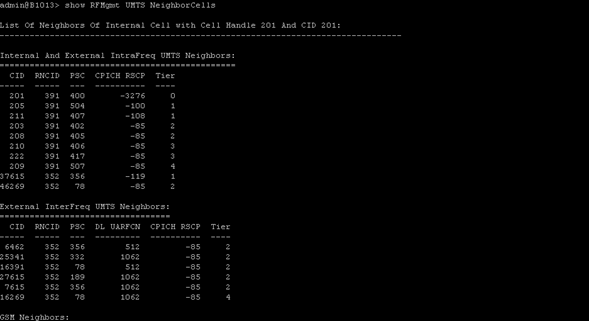 admin@B1013> show RFMgmt UMTS NeighborCells
List Of Neighbors Of Internal Cell with Cell Handle 201 And CID 201:
--------------------------------------------------------------------------------
Internal And External IntraFreq UMTS Neighbors:
===============================================
CID RNCID PSC CPICH RSCP Tier
----- ----- --- ---------- ----
201 391 400 -3276 0
205 391 504 -100 1
211 391 407 -108 1
203 391 402 -85 2
208 391 405 -85 2
210 391 406 -85 3
222 391 417 -85 3
209 391 507 -85 4
37615 352 356 -119 1
46269 352 78 -85 2
External InterFreq UMTS Neighbors:
==================================
CID RNCID PSC DL UARFCN CPICH RSCP Tier
----- ----- --- --------- ---------- ----
6462 352 356 512 -85 2
25341 352 332 1062 -85 2
16391 352 78 512 -85 2
27615 352 189 1062 -85 2
7615 352 356 1062 -85 2
16269 352 78 1062 -85 4
GSM Neighbors: